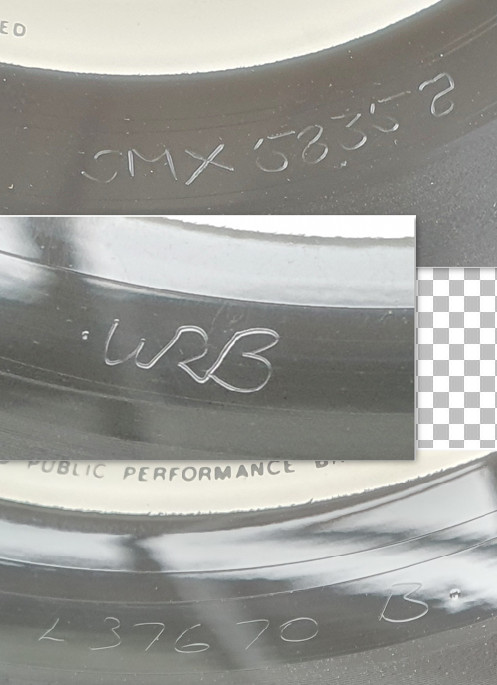 ED
SMX 58358
WRB
PUBLIC PERFORMANCE
L 37670 B